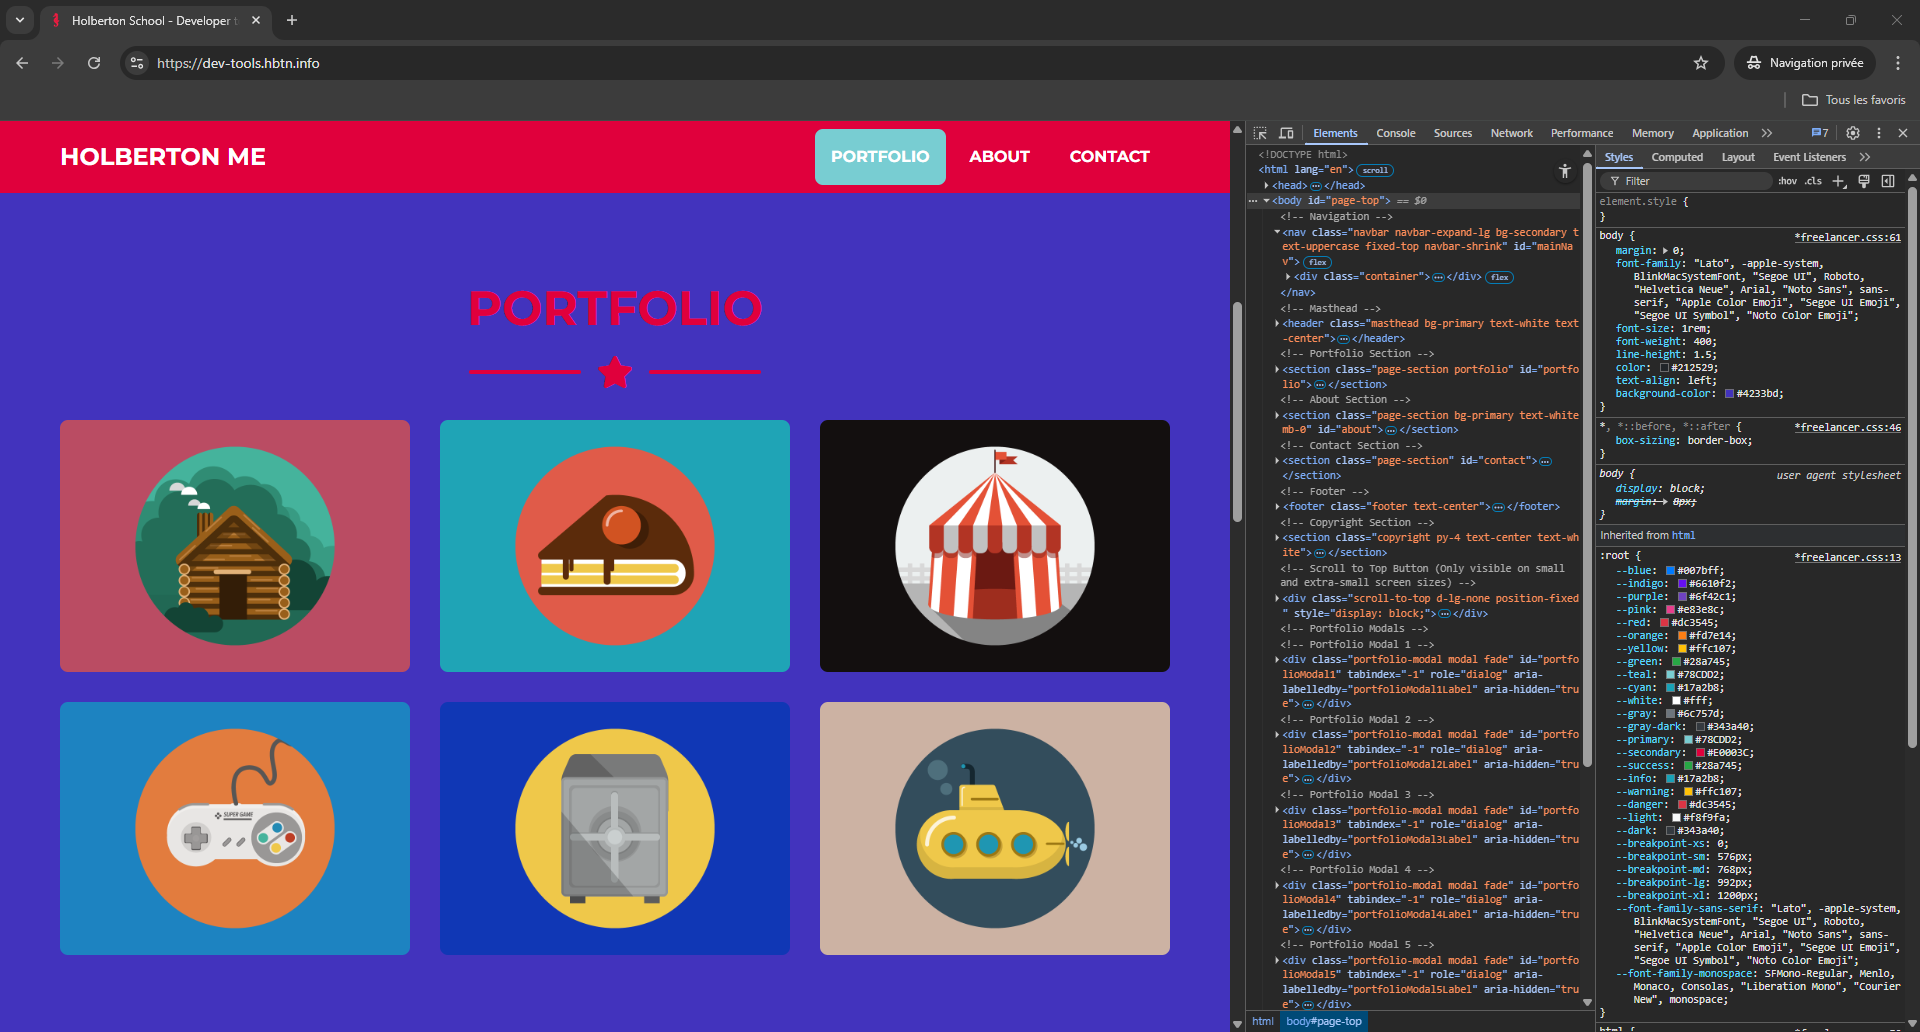 Holberton School - Developer t
https://dev-tools.hbtn.info
Navigation privée
Tous les favoris
HOLBERTON ME
PORTFOLIO
ABOUT
CONTACT
PORTFOLIO
SUPER GAME
Elements
Console
Sources
Network
Performance
Memory
Application
7
<!DOCTYPE html>
<html lang="en"> scroll
<head> </head>
<body id="page-top"> == $0
<!-- Navigation -->
<nav class="navbar navbar-expand-lg bg-secondary t
ext-uppercase fixed-top navbar-shrink" id="mainNa
v"> flex
<div class="container"> </div> flex
</nav>
<!-- Masthead -->
<header class="masthead bg-primary text-white text
-center"> </header>
<!-- Portfolio Section -->
<section class="page-section portfolio" id="portfo
lio"> </section>
<!-- About Section -->
<section class="page-section bg-primary text-white
mb-0" id="about"> </section>
<!-- Contact Section -->
<section class="page-section" id="contact">
</section>
<!-- Footer -->
<footer class="footer text-center"> </footer>
<!-- Copyright Section -->
<section class="copyright py-4 text-center text-wh
ite"> </section>
<!-- Scroll to Top Button (Only visible on small
and extra-small screen sizes) -->
<div class="scroll-to-top d-lg-none position-fixed
" style="display: block;"> </div>
<!-- Portfolio Modals -->
<!-- Portfolio Modal 1 -->
<div class="portfolio-modal modal fade" id="portfo
lioModal1" tabindex="-1" role="dialog" aria-
labelledby="portfolioModal1Label" aria-hidden="tru
e"> </div>
<!-- Portfolio Modal 2 -->
<div class="portfolio-modal modal fade" id="portfo
lioModal2" tabindex="-1" role="dialog" aria-
labelledby="portfolioModal2Label" aria-hidden="tru
e"> </div>
<!-- Portfolio Modal 3 -->
<div class="portfolio-modal modal fade" id="portfo
lioModal3" tabindex="-1" role="dialog" aria-
labelledby="portfolioModal3Label" aria-hidden="tru
e"> </div>
<!-- Portfolio Modal 4 -->
<div class="portfolio-modal modal fade" id="portfo
lioModal4" tabindex="-1" role="dialog" aria-
labelledby="portfolioModal4Label" aria-hidden="tru
e"> </div>
<!-- Portfolio Modal 5 -->
<div class="portfolio-modal modal fade" id="portfo
lioModal5" tabindex="-1" role="dialog" aria-
labelledby="portfolioModal5Label" aria-hidden="tru
e"> </div>
html
body#page-top
Styles
Computed
Layout
Event Listeners
Filter
:hov
.cls
element.style {
}
body { *freelancer.css:61
margin: 0;
font-family: "Lato", -apple-system,
BlinkMacSystemFont, "Segoe UI", Roboto,
"Helvetica Neue", Arial, "Noto Sans", sans-
serif, "Apple Color Emoji", "Segoe UI Emoji",
"Segoe UI Symbol", "Noto Color Emoji";
font-size: 1rem;
font-weight: 400;
line-height: 1.5;
color: #212529;
text-align: left;
background-color: #4233bd;
}
*, *::before, *::after { *freelancer.css:46
box-sizing: border-box;
}
body { user agent stylesheet
display: block;
margin: 8px;
}
Inherited from html
:root { *freelancer.css:13
--blue: #007bff;
--indigo: #6610f2;
--purple: #6f42c1;
--pink: #e83e8c;
--red: #dc3545;
--orange: #fd7e14;
--yellow: #ffc107;
--green: #28a745;
--teal: #78CDD2;
--cyan: #17a2b8;
--white: #fff;
--gray: #6c757d;
--gray-dark: #343a40;
--primary: #78CDD2;
--secondary: #E0003C;
--success: #28a745;
--info: #17a2b8;
--warning: #ffc107;
--danger: #dc3545;
--light: #f8f9fa;
--dark: #343a40;
--breakpoint-xs: 0;
--breakpoint-sm: 576px;
--breakpoint-md: 768px;
--breakpoint-lg: 992px;
--breakpoint-xl: 1200px;
--font-family-sans-serif: "Lato", -apple-system,
BlinkMacSystemFont, "Segoe UI", Roboto,
"Helvetica Neue", Arial, "Noto Sans", sans-
serif, "Apple Color Emoji", "Segoe UI Emoji",
"Segoe UI Symbol", "Noto Color Emoji";
--font-family-monospace: SFMono-Regular, Menlo,
Monaco, Consolas, "Liberation Mono", "Courier
New", monospace;
}